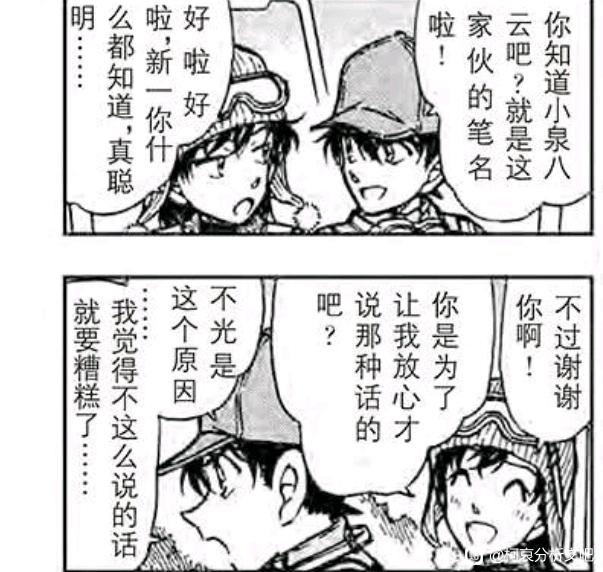 你知道小泉八
云吧？就是这
家伙的笔名
啦！
好啦好
啦，新一你什
么都知道，真聪
明……
不过谢谢
你啊！
你是为了
让我放心才
说那种话的
吧？
不光是
这个原因
……
我觉得不这么说的话
就要糟糕了……